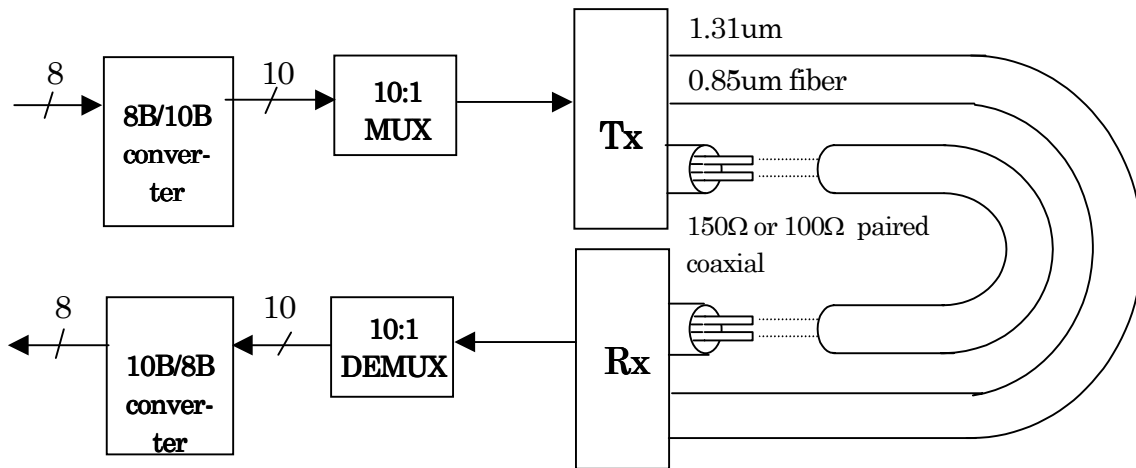 8
8B/10B
conver-
ter
10
10:1
MUX
Tx
1.31um
0.85um fiber
150Ω or 100Ω paired
coaxial
8
10B/8B
conver-
ter
10
10:1
DEMUX
Rx